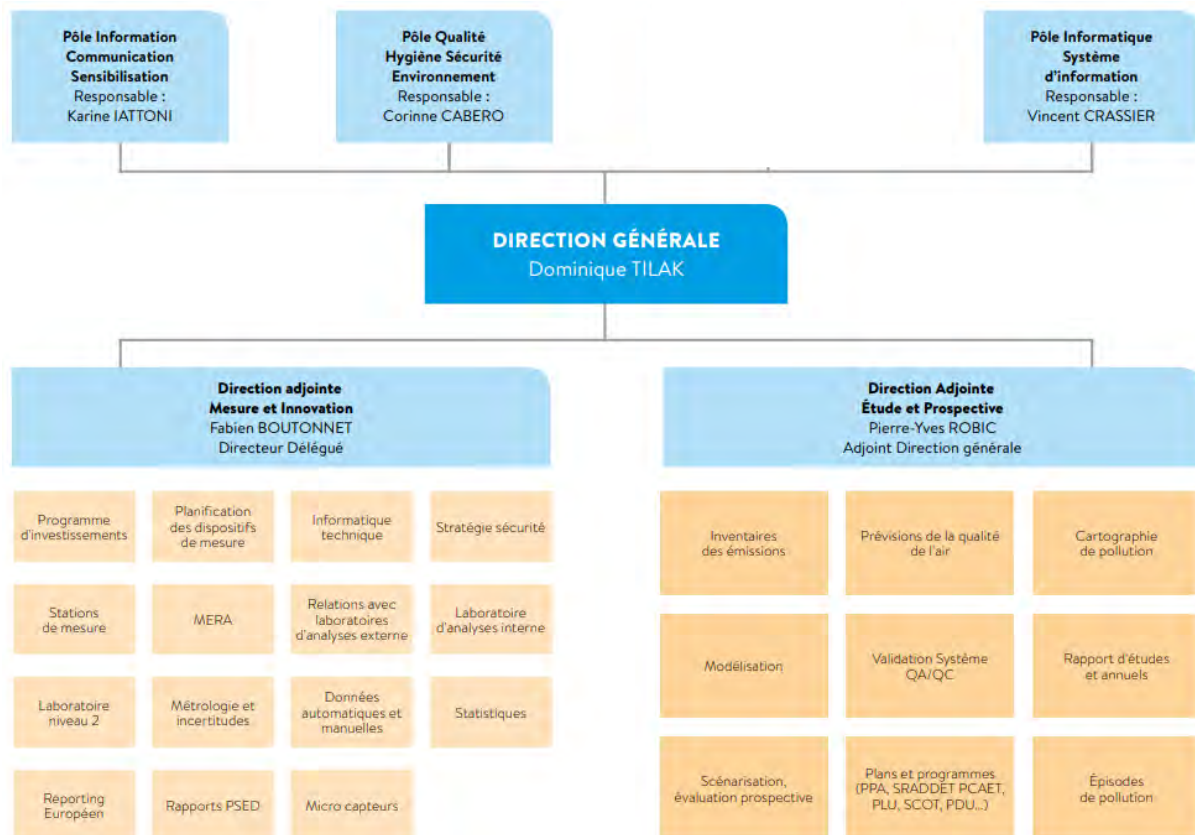 Pôle Information
Communication
Sensibilisation
Responsable :
Karine IATTONI
Pôle Qualité
Hygiène Sécurité
Environnement
Responsable :
Corinne CABERO
Pôle Informatique
Système
d'information
Responsable :
Vincent CRASSIER
DIRECTION GÉNÉRALE
Dominique TILAK
Direction adjointe
Mesure et Innovation
Fabien BOUTONNET
Directeur Délégué
Direction Adjointe
Étude et Prospective
Pierre-Yves ROBIC
Adjoint Direction générale
Programme
d'investissements
Planification
des dispositifs
de mesure
Informatique
technique
Stratégie sécurité
Stations
de mesure
MERA
Relations avec
laboratoires
d'analyses externe
Laboratoire
d'analyses interne
Laboratoire
niveau 2
Métrologie et
incertitudes
Données
automatiques et
manuelles
Statistiques
Reporting
Européen
Rapports PSED
Micro capteurs
Inventaires
des émissions
Prévisions de la qualité
de l'air
Cartographie
de pollution
Modélisation
Validation Système
QA/QC
Rapport d'études
et annuels
Scénarisation,
évaluation prospective
Plans et programmes
(PPA, SRADDET PCAET,
PLU, SCOT, PDU...)
Épisodes
de pollution